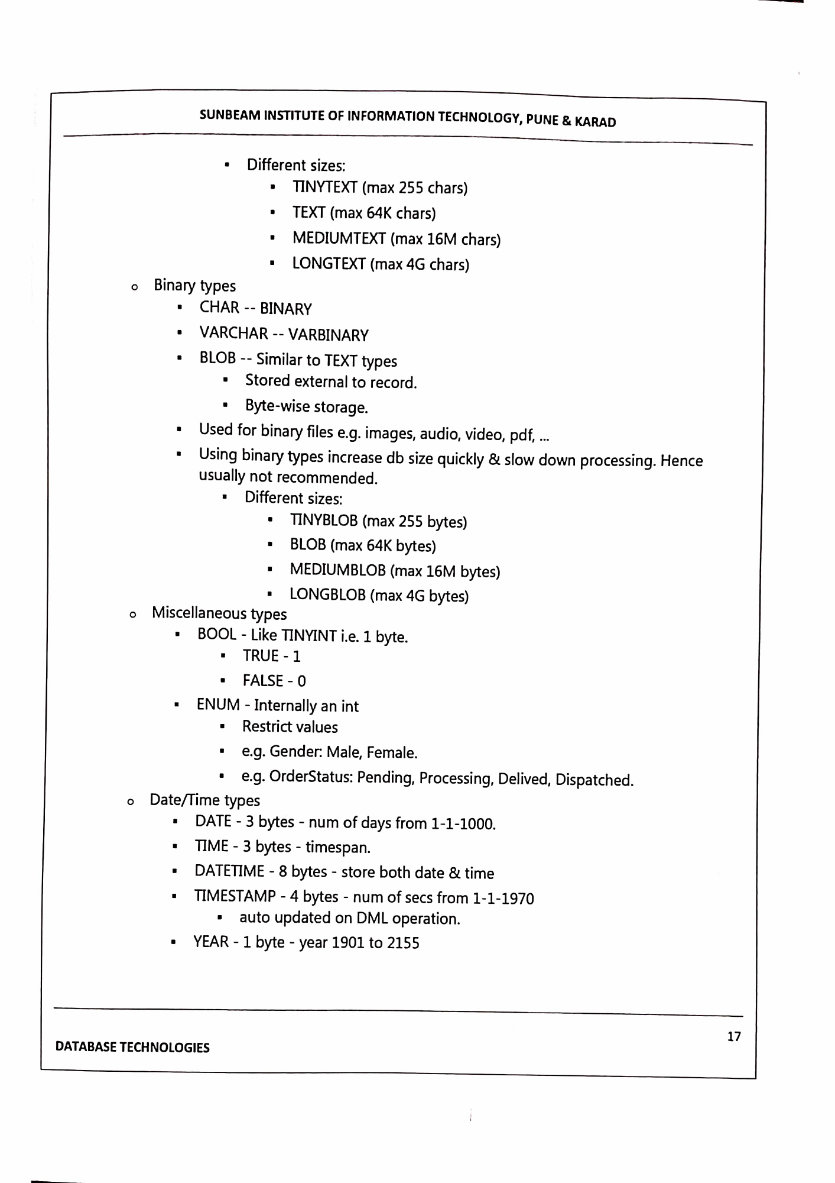 SUNBEAM INSTITUTE OF INFORMATION TECHNOLOGY, PUNE & KARAD
▪ Different sizes:
▪ TINYTEXT (max 255 chars)
▪ TEXT (max 64K chars)
▪ MEDIUMTEXT (max 16M chars)
▪ LONGTEXT (max 4G chars)
o Binary types
▪ CHAR -- BINARY
▪ VARCHAR -- VARBINARY
▪ BLOB -- Similar to TEXT types
▪ Stored external to record.
▪ Byte-wise storage.
▪ Used for binary files e.g. images, audio, video, pdf, ...
▪ Using binary types increase db size quickly & slow down processing. Hence
usually not recommended.
▪ Different sizes:
▪ TINYBLOB (max 255 bytes)
▪ BLOB (max 64K bytes)
▪ MEDIUMBLOB (max 16M bytes)
▪ LONGBLOB (max 4G bytes)
o Miscellaneous types
▪ BOOL - Like TINYINT i.e. 1 byte.
▪ TRUE - 1
▪ FALSE - 0
▪ ENUM - Internally an int
▪ Restrict values
▪ e.g. Gender: Male, Female.
▪ e.g. OrderStatus: Pending, Processing, Delived, Dispatched.
o Date/Time types
▪ DATE - 3 bytes - num of days from 1-1-1000.
▪ TIME - 3 bytes - timespan.
▪ DATETIME - 8 bytes - store both date & time
▪ TIMESTAMP - 4 bytes - num of secs from 1-1-1970
▪ auto updated on DML operation.
▪ YEAR - 1 byte - year 1901 to 2155
17
DATABASE TECHNOLOGIES